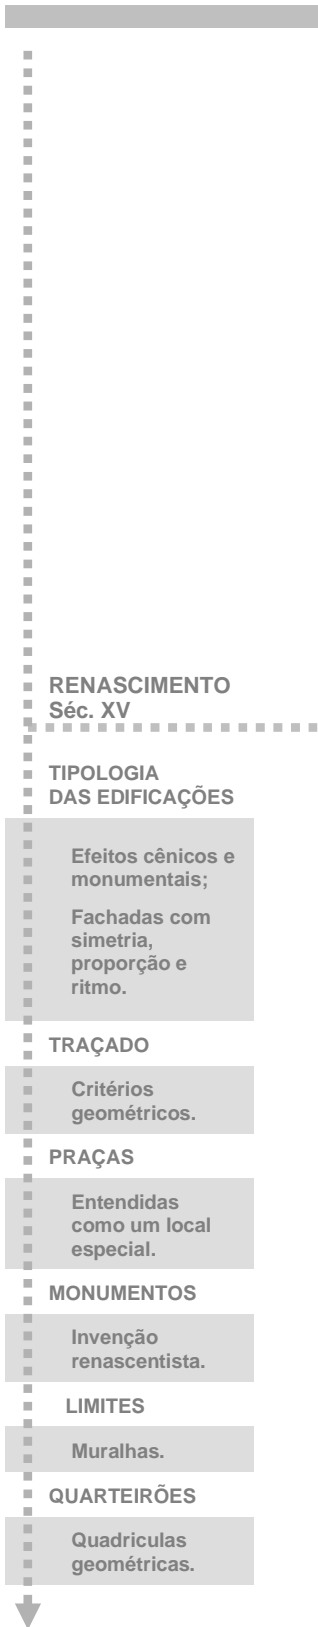 RENASCIMENTO
Séc. XV
TIPOLOGIA
DAS EDIFICAÇÕES
Efeitos cênicos e
monumentais;
Fachadas com
simetria,
proporção e
ritmo.
TRAÇADO
Critérios
geométricos.
PRAÇAS
Entendidas
como um local
especial.
MONUMENTOS
Invenção
renascentista.
LIMITES
Muralhas.
QUARTEIRÕES
Quadriculas
geométricas.